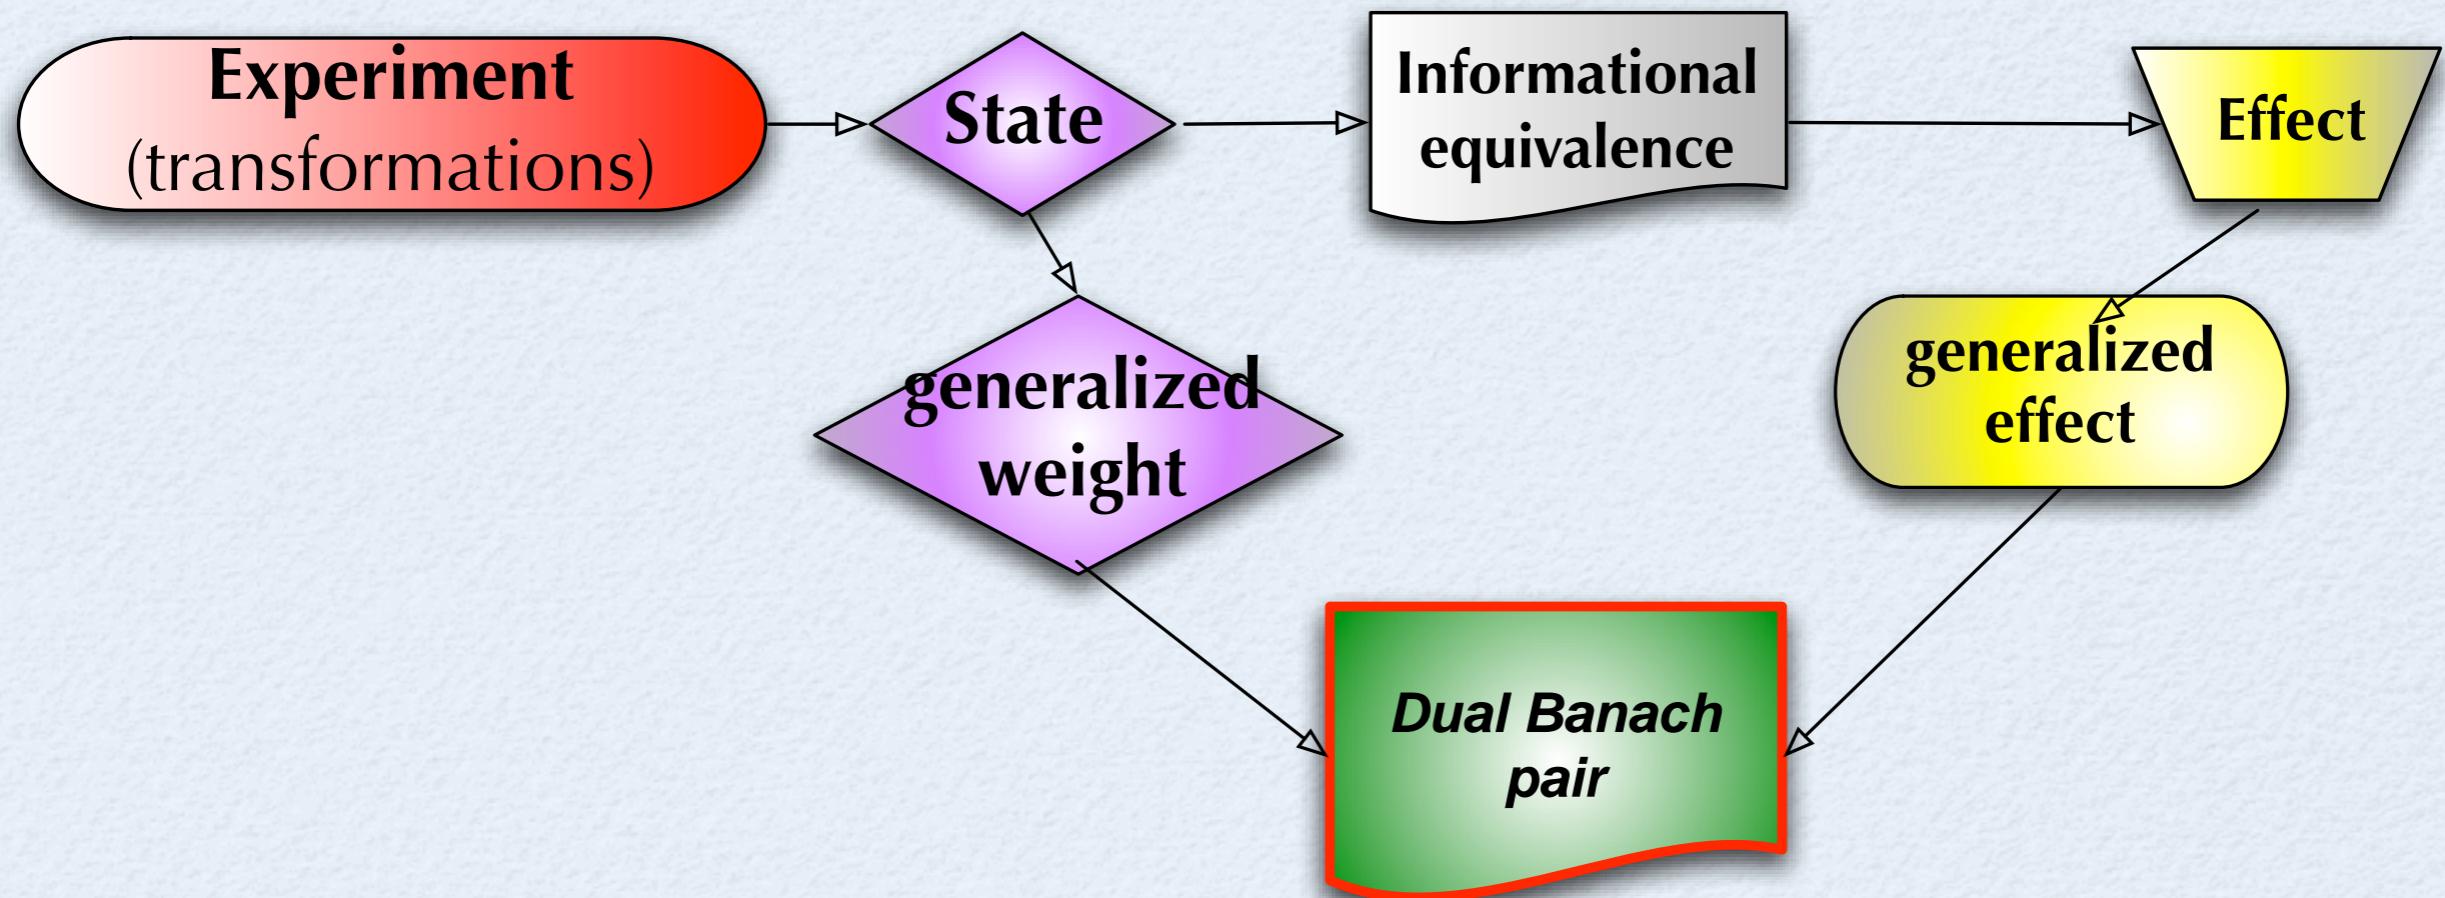 Experiment
(transformations)
State
Informational
equivalence
Effect
generalized
weight
generalized
effect
Dual Banach
pair